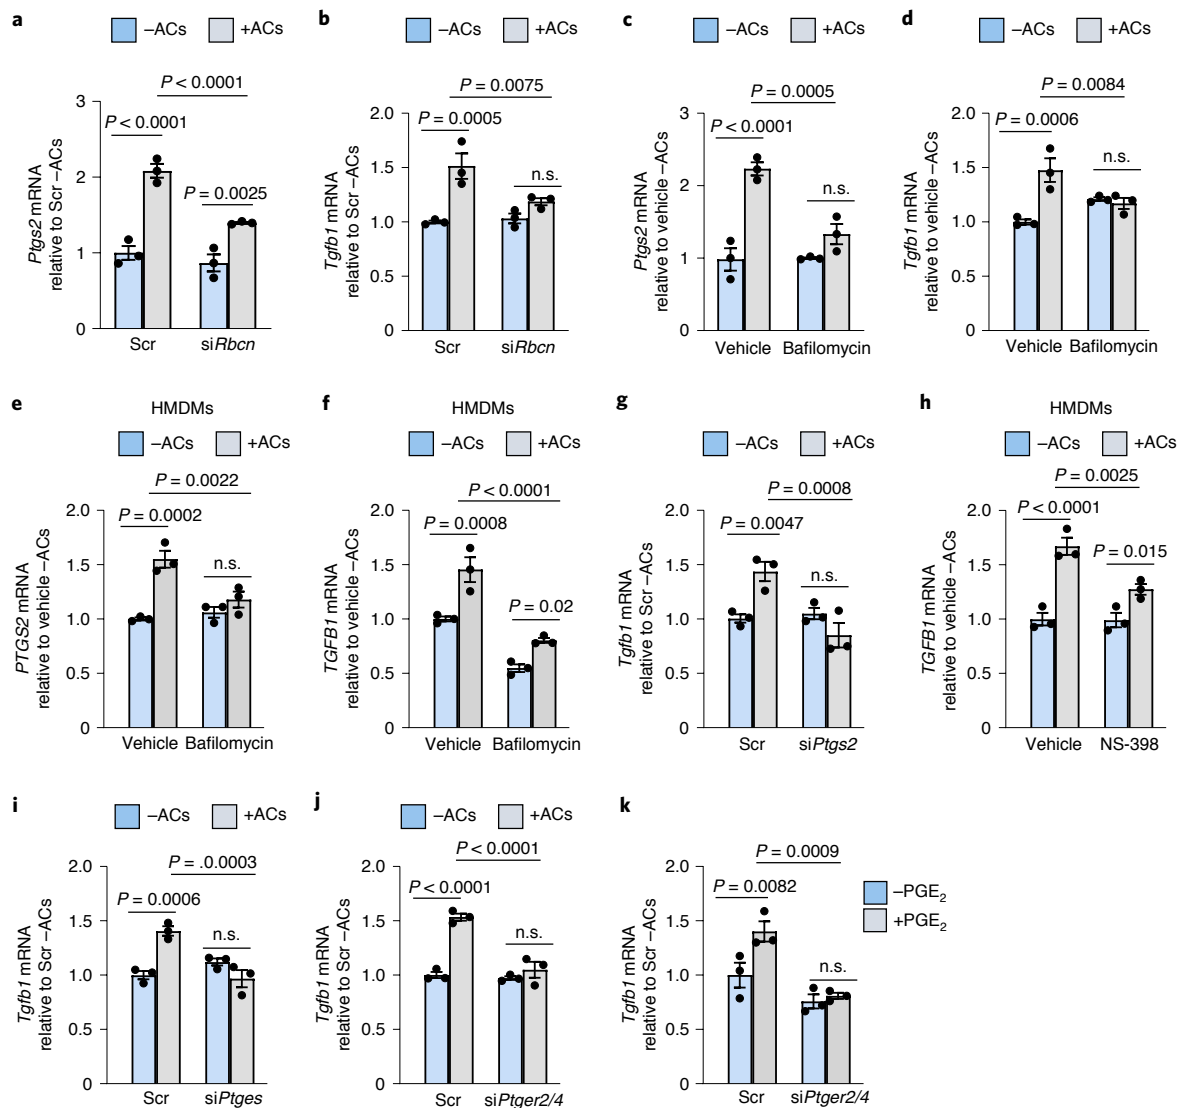 a
–ACs +ACs
P < 0.0001
P < 0.0001
P = 0.0025
Ptgs2 mRNA
relative to Scr –ACs
3
2
1
0
Scr siRbcn
b
–ACs +ACs
P = 0.0075
P = 0.0005
n.s.
Tgfb1 mRNA
relative to Scr –ACs
2.0
1.5
1.0
0.5
0
Scr siRbcn
c
–ACs +ACs
P = 0.0005
P < 0.0001
n.s.
Ptgs2 mRNA
relative to vehicle –ACs
3
2
1
0
Vehicle Bafilomycin
d
–ACs +ACs
P = 0.0084
P = 0.0006
n.s.
Tgfb1 mRNA
relative to vehicle –ACs
2.0
1.5
1.0
0.5
0
Vehicle Bafilomycin
e
HMDMs
–ACs +ACs
P = 0.0022
P = 0.0002
n.s.
PTGS2 mRNA
relative to vehicle –ACs
2.0
1.5
1.0
0.5
0
Vehicle Bafilomycin
f
HMDMs
–ACs +ACs
P < 0.0001
P = 0.0008
P = 0.02
TGFB1 mRNA
relative to vehicle –ACs
2.0
1.5
1.0
0.5
0
Vehicle Bafilomycin
g
–ACs +ACs
P = 0.0008
P = 0.0047
n.s.
Tgfb1 mRNA
relative to Scr –ACs
2.0
1.5
1.0
0.5
0
Scr siPtgs2
h
HMDMs
–ACs +ACs
P = 0.0025
P < 0.0001
P = 0.015
TGFB1 mRNA
relative to vehicle –ACs
2.0
1.5
1.0
0.5
0
Vehicle NS-398
i
–ACs +ACs
P = .0.0003
P = 0.0006
n.s.
Tgfb1 mRNA
relative to Scr –ACs
2.0
1.5
1.0
0.5
0
Scr siPtges
j
–ACs +ACs
P < 0.0001
P < 0.0001
n.s.
Tgfb1 mRNA
relative to Scr –ACs
2.0
1.5
1.0
0.5
0
Scr siPtger2/4
k
P = 0.0009
P = 0.0082
n.s.
–PGE₂
+PGE₂
Tgfb1 mRNA
relative to Scr –ACs
2.0
1.5
1.0
0.5
0
Scr siPtger2/4